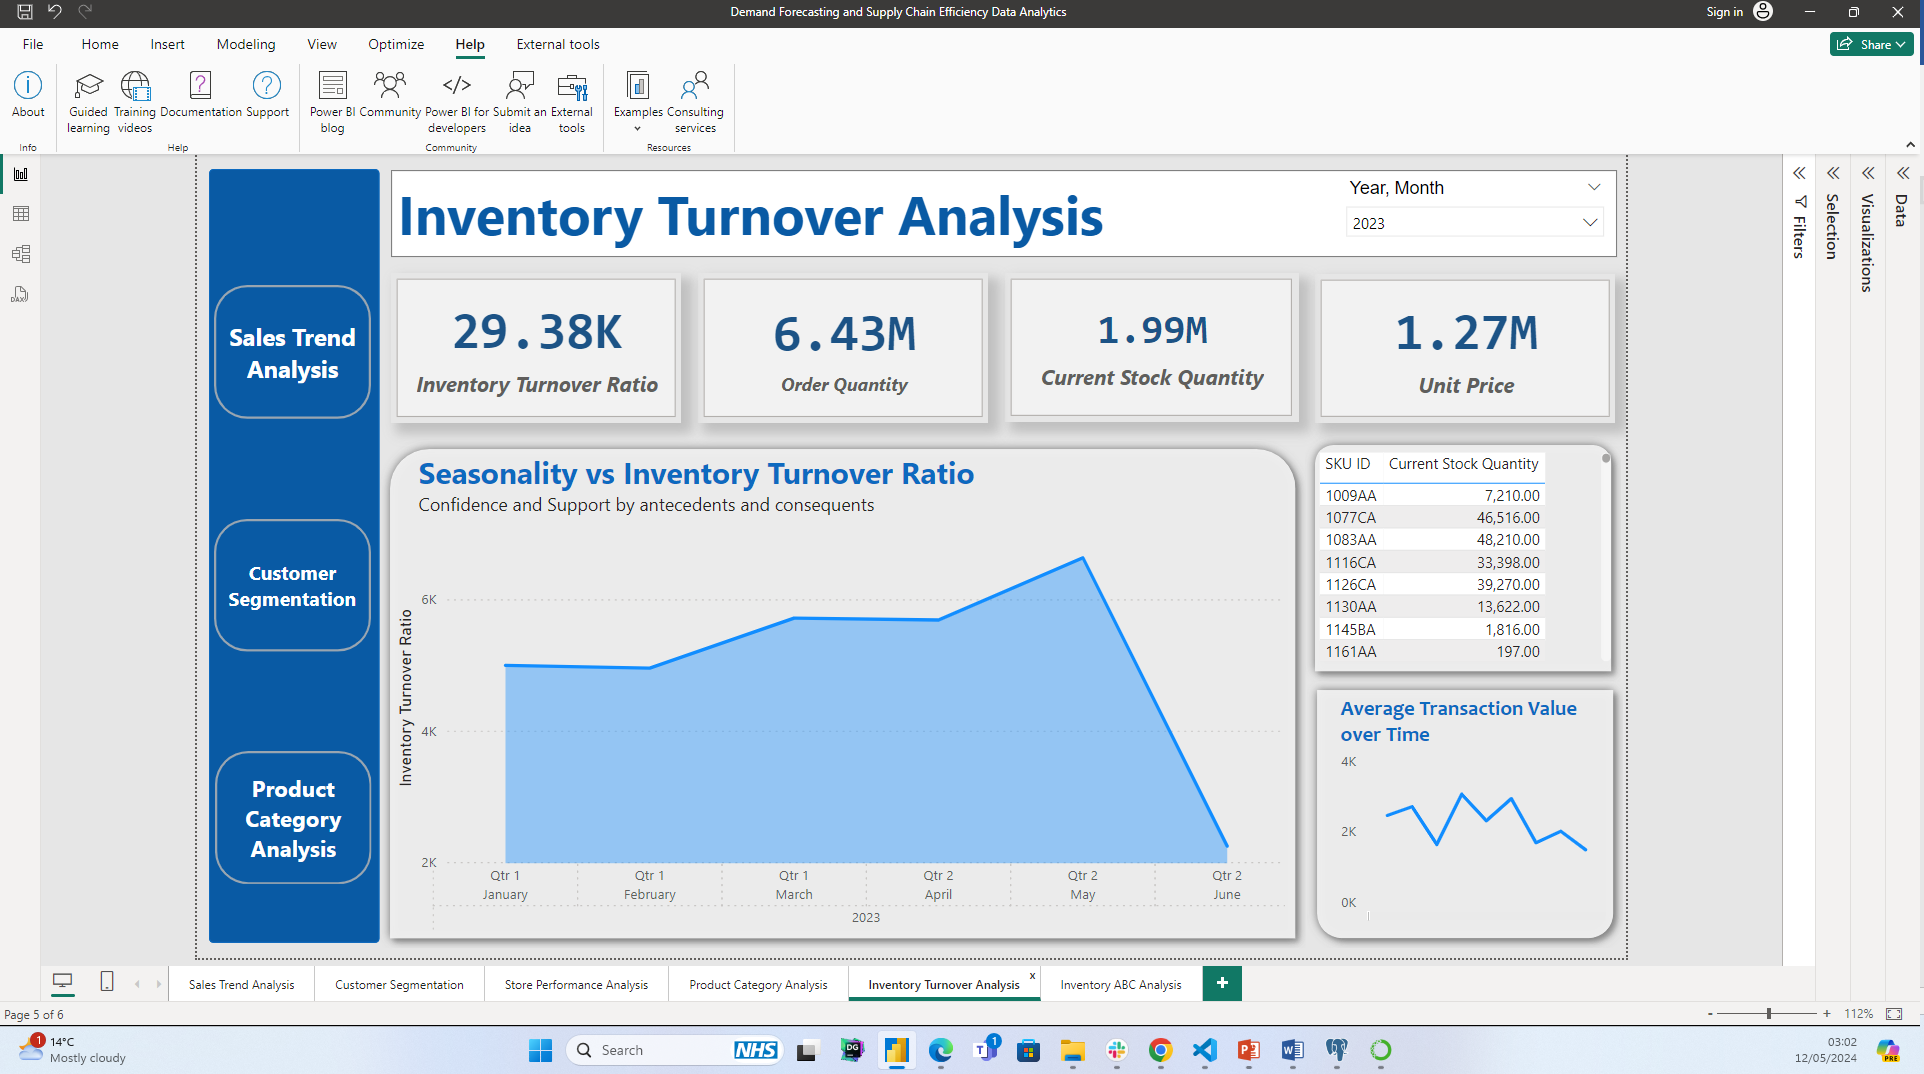 Demand Forecasting and Supply Chain Efficiency Data Analytics
Sign in
File Home Insert Modeling View Optimize Help External tools
Share
About
Guided learning
Training videos
Documentation
Support
Power BI blog
Community
Power BI for developers
Submit an idea
External tools
Examples
Consulting services
Info
Help
Community
Resources
Inventory Turnover Analysis
Year, Month
2023
Filters
Selection
Visualizations
Data
DAX
Sales Trend
Analysis
Customer
Segmentation
Product
Category
Analysis
29.38K
Inventory Turnover Ratio
6.43M
Order Quantity
1.99M
Current Stock Quantity
1.27M
Unit Price
Seasonality vs Inventory Turnover Ratio
Confidence and Support by antecedents and consequents
Inventory Turnover Ratio
6K
4K
2K
Qtr 1 Qtr 1 Qtr 1 Qtr 2 Qtr 2 Qtr 2
January February March April May June
2023
SKU ID Current Stock Quantity
1009AA 7,210.00
1077CA 46,516.00
1083AA 48,210.00
1116CA 33,398.00
1126CA 39,270.00
1130AA 13,622.00
1145BA 1,816.00
1161AA 197.00
Average Transaction Value
over Time
4K
2K
0K
Sales Trend Analysis Customer Segmentation Store Performance Analysis Product Category Analysis Inventory Turnover Analysis x Inventory ABC Analysis +
Page 5 of 6
- + 112%
1
14°C
Mostly cloudy
Search
NHS
DG
1
03:02
12/05/2024
PRE